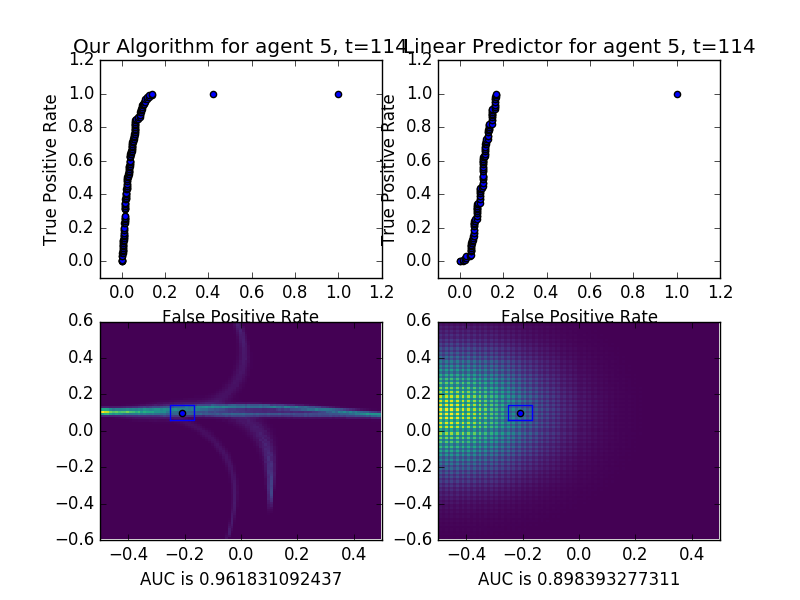 Our Algorithm for agent 5, t=114
Linear Predictor for agent 5, t=114
1.2
1.0
0.8
0.6
0.4
0.2
0.0
True Positive Rate
0.0 0.2 0.4 0.6 0.8 1.0 1.2
False Positive Rate
1.2
1.0
0.8
0.6
0.4
0.2
0.0
True Positive Rate
0.0 0.2 0.4 0.6 0.8 1.0 1.2
False Positive Rate
0.6
0.4
0.2
0.0
−0.2
−0.4
−0.6
−0.4 −0.2 0.0 0.2 0.4
AUC is 0.961831092437
0.6
0.4
0.2
0.0
−0.2
−0.4
−0.6
−0.4 −0.2 0.0 0.2 0.4
AUC is 0.898393277311